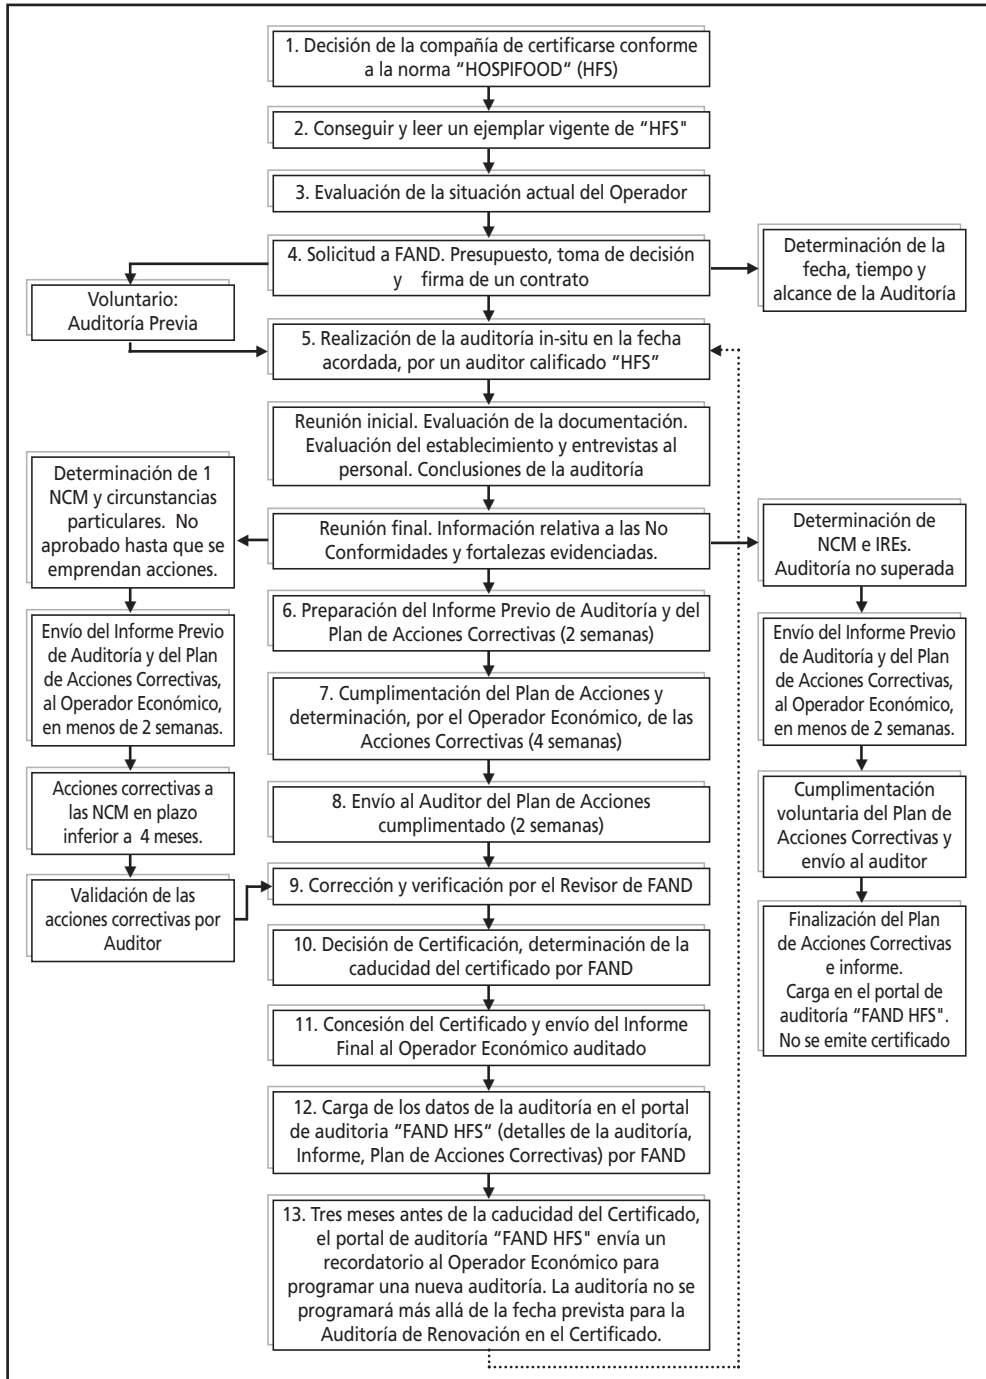 1. Decisión de la compañía de certificarse conforme
a la norma “HOSPIFOOD“ (HFS)
2. Conseguir y leer un ejemplar vigente de “HFS"
3. Evaluación de la situación actual del Operador
4. Solicitud a FAND. Presupuesto, toma de decisión
y firma de un contrato
Determinación de la
fecha, tiempo y
alcance de la Auditoría
Voluntario:
Auditoría Previa
5. Realización de la auditoría in-situ en la fecha
acordada, por un auditor calificado “HFS”
Reunión inicial. Evaluación de la documentación.
Evaluación del establecimiento y entrevistas al
personal. Conclusiones de la auditoría
Determinación de 1
NCM y circunstancias
particulares. No
aprobado hasta que se
emprendan acciones.
Reunión final. Información relativa a las No
Conformidades y fortalezas evidenciadas.
Determinación de
NCM e IREs.
Auditoría no superada
6. Preparación del Informe Previo de Auditoría y del
Plan de Acciones Correctivas (2 semanas)
Envío del Informe Previo
de Auditoría y del Plan
de Acciones Correctivas,
al Operador Económico,
en menos de 2 semanas.
Envío del Informe Previo
de Auditoría y del Plan
de Acciones Correctivas,
al Operador Económico,
en menos de 2 semanas.
7. Cumplimentación del Plan de Acciones y
determinación, por el Operador Económico, de las
Acciones Correctivas (4 semanas)
Acciones correctivas a
las NCM en plazo
inferior a 4 meses.
8. Envío al Auditor del Plan de Acciones
cumplimentado (2 semanas)
Cumplimentación
voluntaria del Plan de
Acciones Correctivas y
envío al auditor
Validación de las
acciones correctivas por
Auditor
9. Corrección y verificación por el Revisor de FAND
10. Decisión de Certificación, determinación de la
caducidad del certificado por FAND
Finalización del Plan
de Acciones Correctivas
e informe.
Carga en el portal de
auditoría “FAND HFS".
No se emite certificado
11. Concesión del Certificado y envío del Informe
Final al Operador Económico auditado
12. Carga de los datos de la auditoría en el portal
de auditoria “FAND HFS“ (detalles de la auditoría,
Informe, Plan de Acciones Correctivas) por FAND
13. Tres meses antes de la caducidad del Certificado,
el portal de auditoría “FAND HFS" envía un
recordatorio al Operador Económico para
programar una nueva auditoría. La auditoría no se
programará más allá de la fecha prevista para la
Auditoría de Renovación en el Certificado.